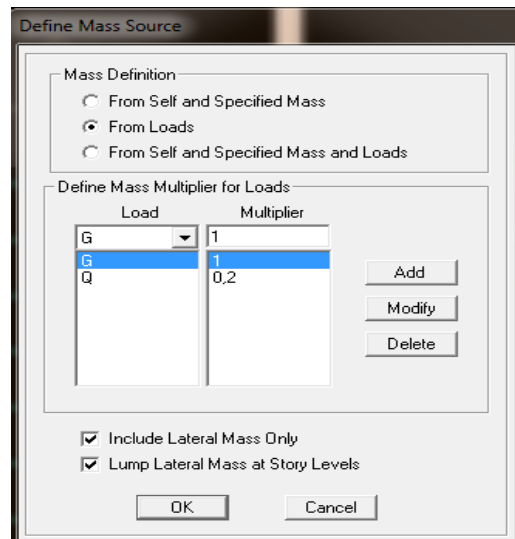 Define Mass Source
Mass Definition
From Self and Specified Mass
From Loads
From Self and Specified Mass and Loads
Define Mass Multiplier for Loads
Load Multiplier
G 1
G 1
Q 0,2
Add
Modify
Delete
Include Lateral Mass Only
Lump Lateral Mass at Story Levels
OK Cancel